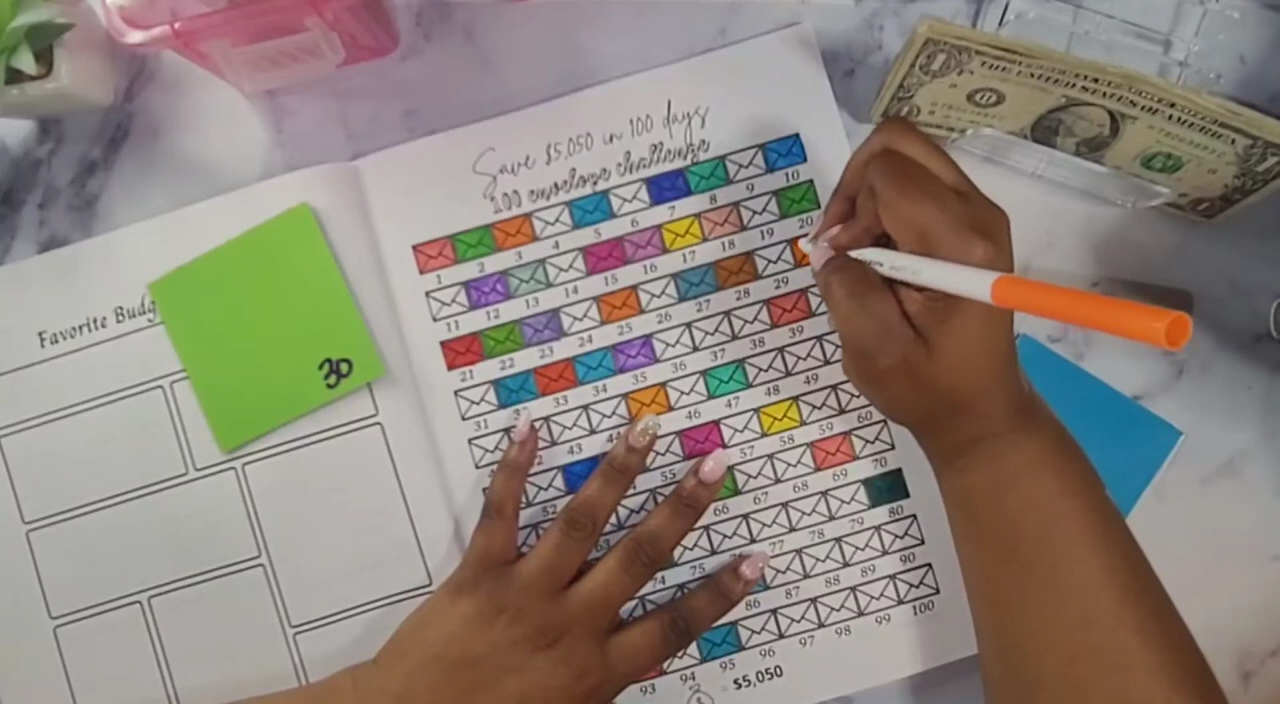 Save $5,050 in 100 days
100 envelope challenge
1 2 3 4 5 6 7 8 9 10
11 12 13 14 15 16 17 18 19 20
21 22 23 24 25 26 27 28 29
31 33 34 35 37 38 39
43 46 47 48 49
52 55 57 58 59 60
63 66 67 68 69 70
74 75 77 78 79 80
86 87 88 89 90
93 94 95 96 97 98 99 100
= $5,050
Favorite
30
1
THE UNITED STATES OF AMERICA